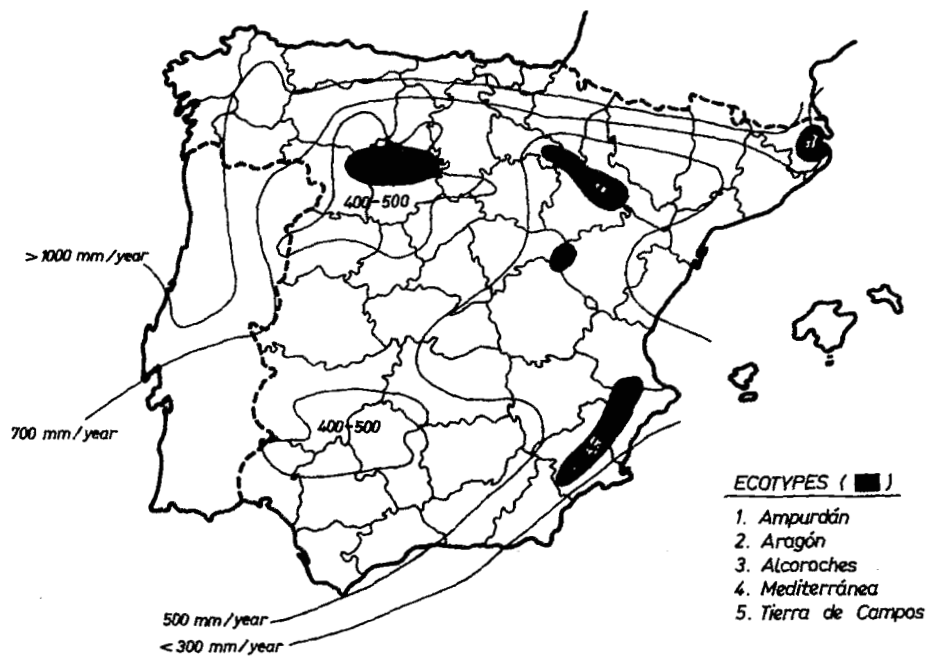 400-500
> 1000 mm/year
700 mm/year
400-500
ECOTYPES ( )
1. Ampurdán
2. Aragón
3. Alcoroches
4. Mediterránea
5. Tierra de Campos
500 mm/year
< 300 mm/year